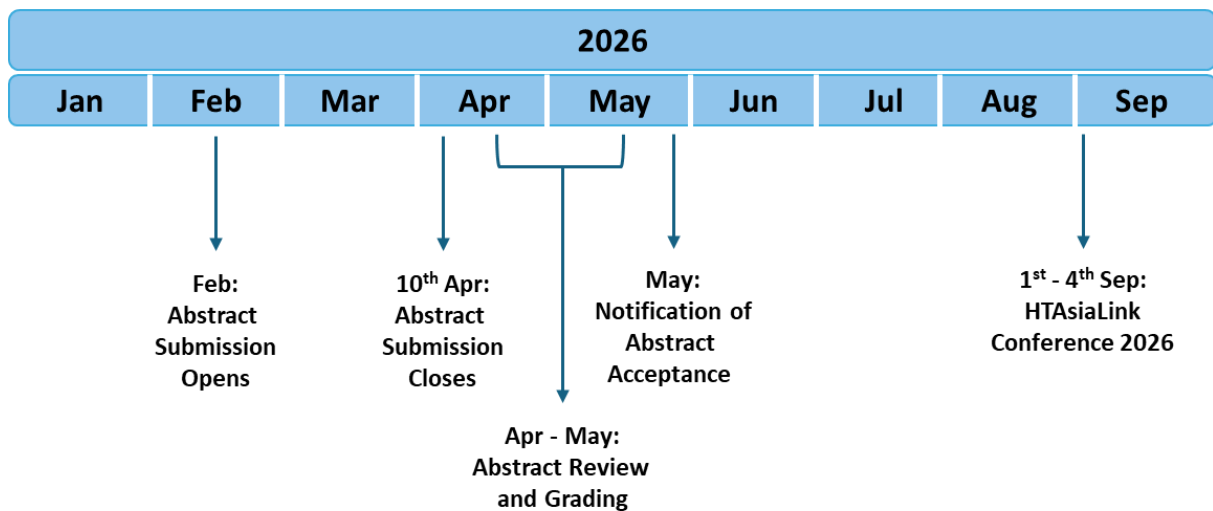 2026
Jan Feb Mar Apr May Jun Jul Aug Sep
Feb:
Abstract
Submission
Opens
10th Apr:
Abstract
Submission
Closes
Apr - May:
Abstract Review
and Grading
May:
Notification of
Abstract
Acceptance
1st - 4th Sep:
HTAsiaLink
Conference 2026